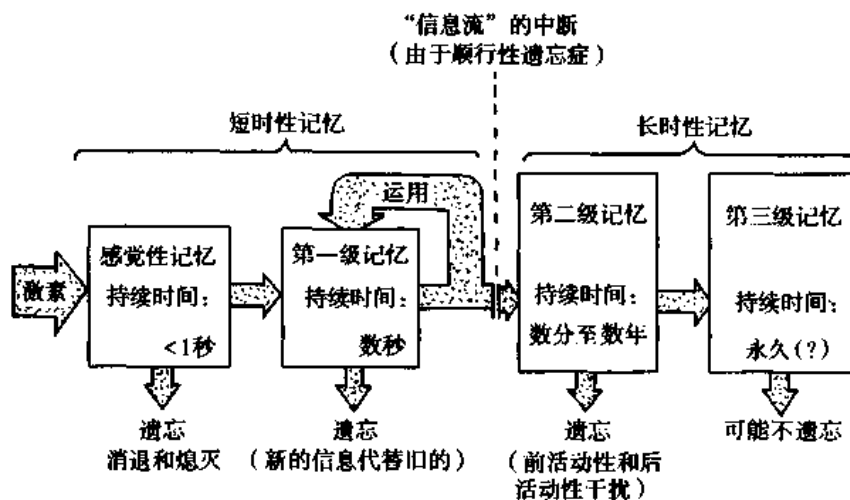 “信息流”的中断
（由于顺行性遗忘症）
短时性记忆
长时性记忆
运用
激素
感觉性记忆
持续时间：
<1秒
第一级记忆
持续时间：
数秒
第二级记忆
持续时间：
数分至数年
第三级记忆
持续时间：
永久(?)
遗忘
消退和熄灭
遗忘
（新的信息代替旧的）
遗忘
（前活动性和后
活动性干扰）
可能不遗忘